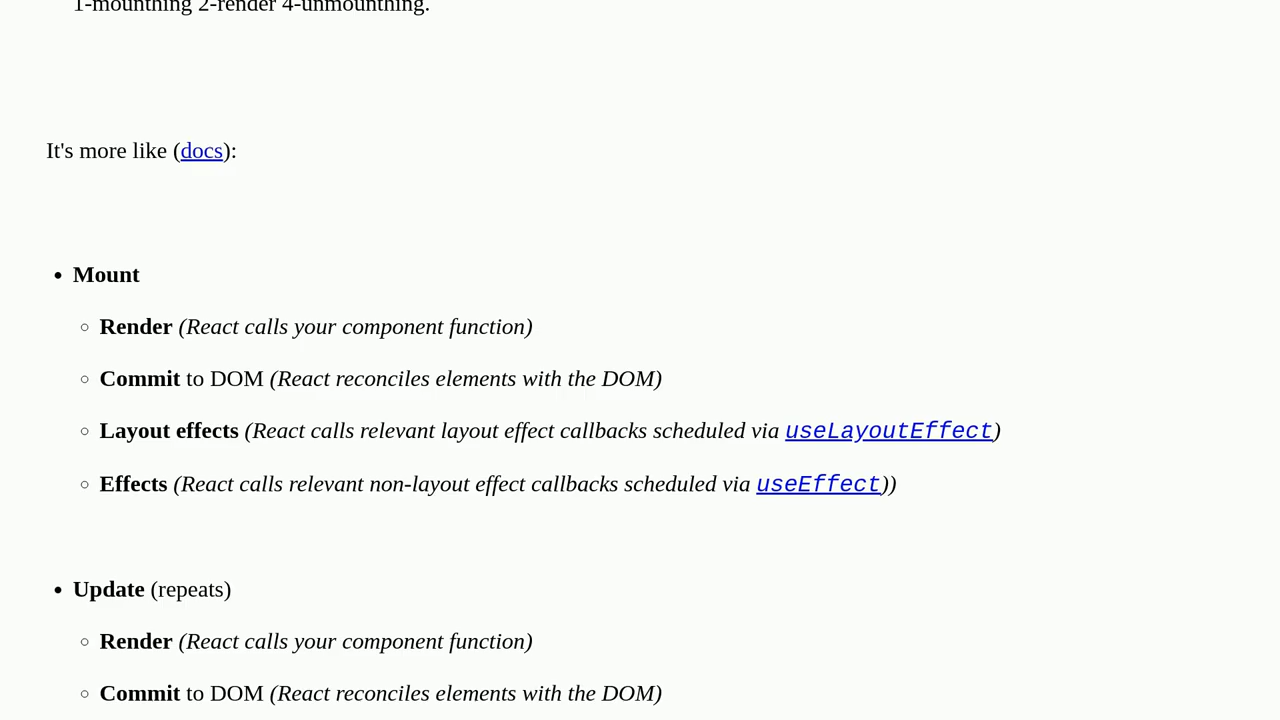 1-mounthing 2-render 4-unmounthing.
It's more like (docs):
Mount
Render (React calls your component function)
Commit to DOM (React reconciles elements with the DOM)
Layout effects (React calls relevant layout effect callbacks scheduled via useLayoutEffect)
Effects (React calls relevant non-layout effect callbacks scheduled via useEffect))
Update (repeats)
Render (React calls your component function)
Commit to DOM (React reconciles elements with the DOM)